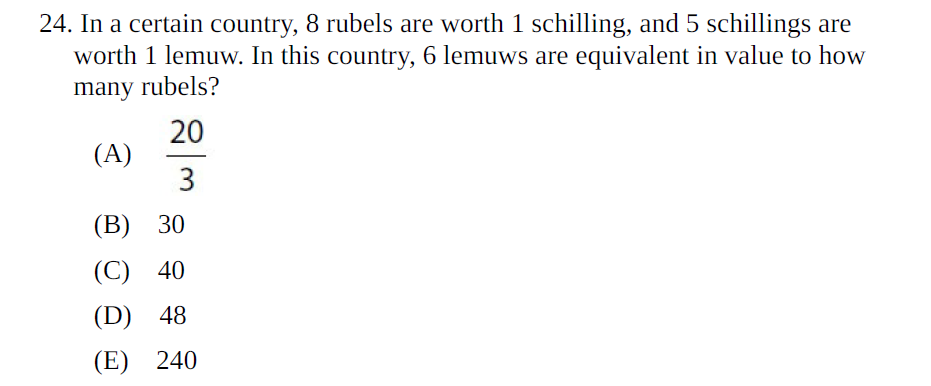 24. In a certain country, 8 rubels are worth 1 schilling, and 5 schillings are
worth 1 lemuw. In this country, 6 lemuws are equivalent in value to how
many rubels?
(A) 20/3
(B) 30
(C) 40
(D) 48
(E) 240